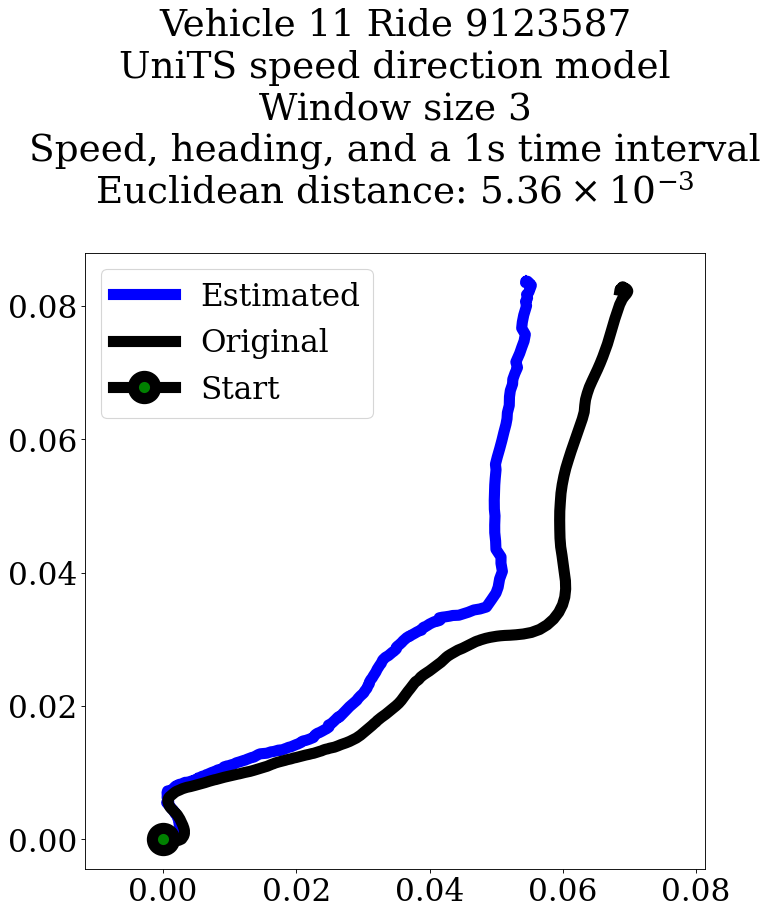 Vehicle 11 Ride 9123587
UniTS speed direction model
Window size 3
Speed, heading, and a 1s time interval
Euclidean distance: 5.36 × 10⁻³
Estimated
Original
Start
0.08
0.06
0.04
0.02
0.00
0.00 0.02 0.04 0.06 0.08